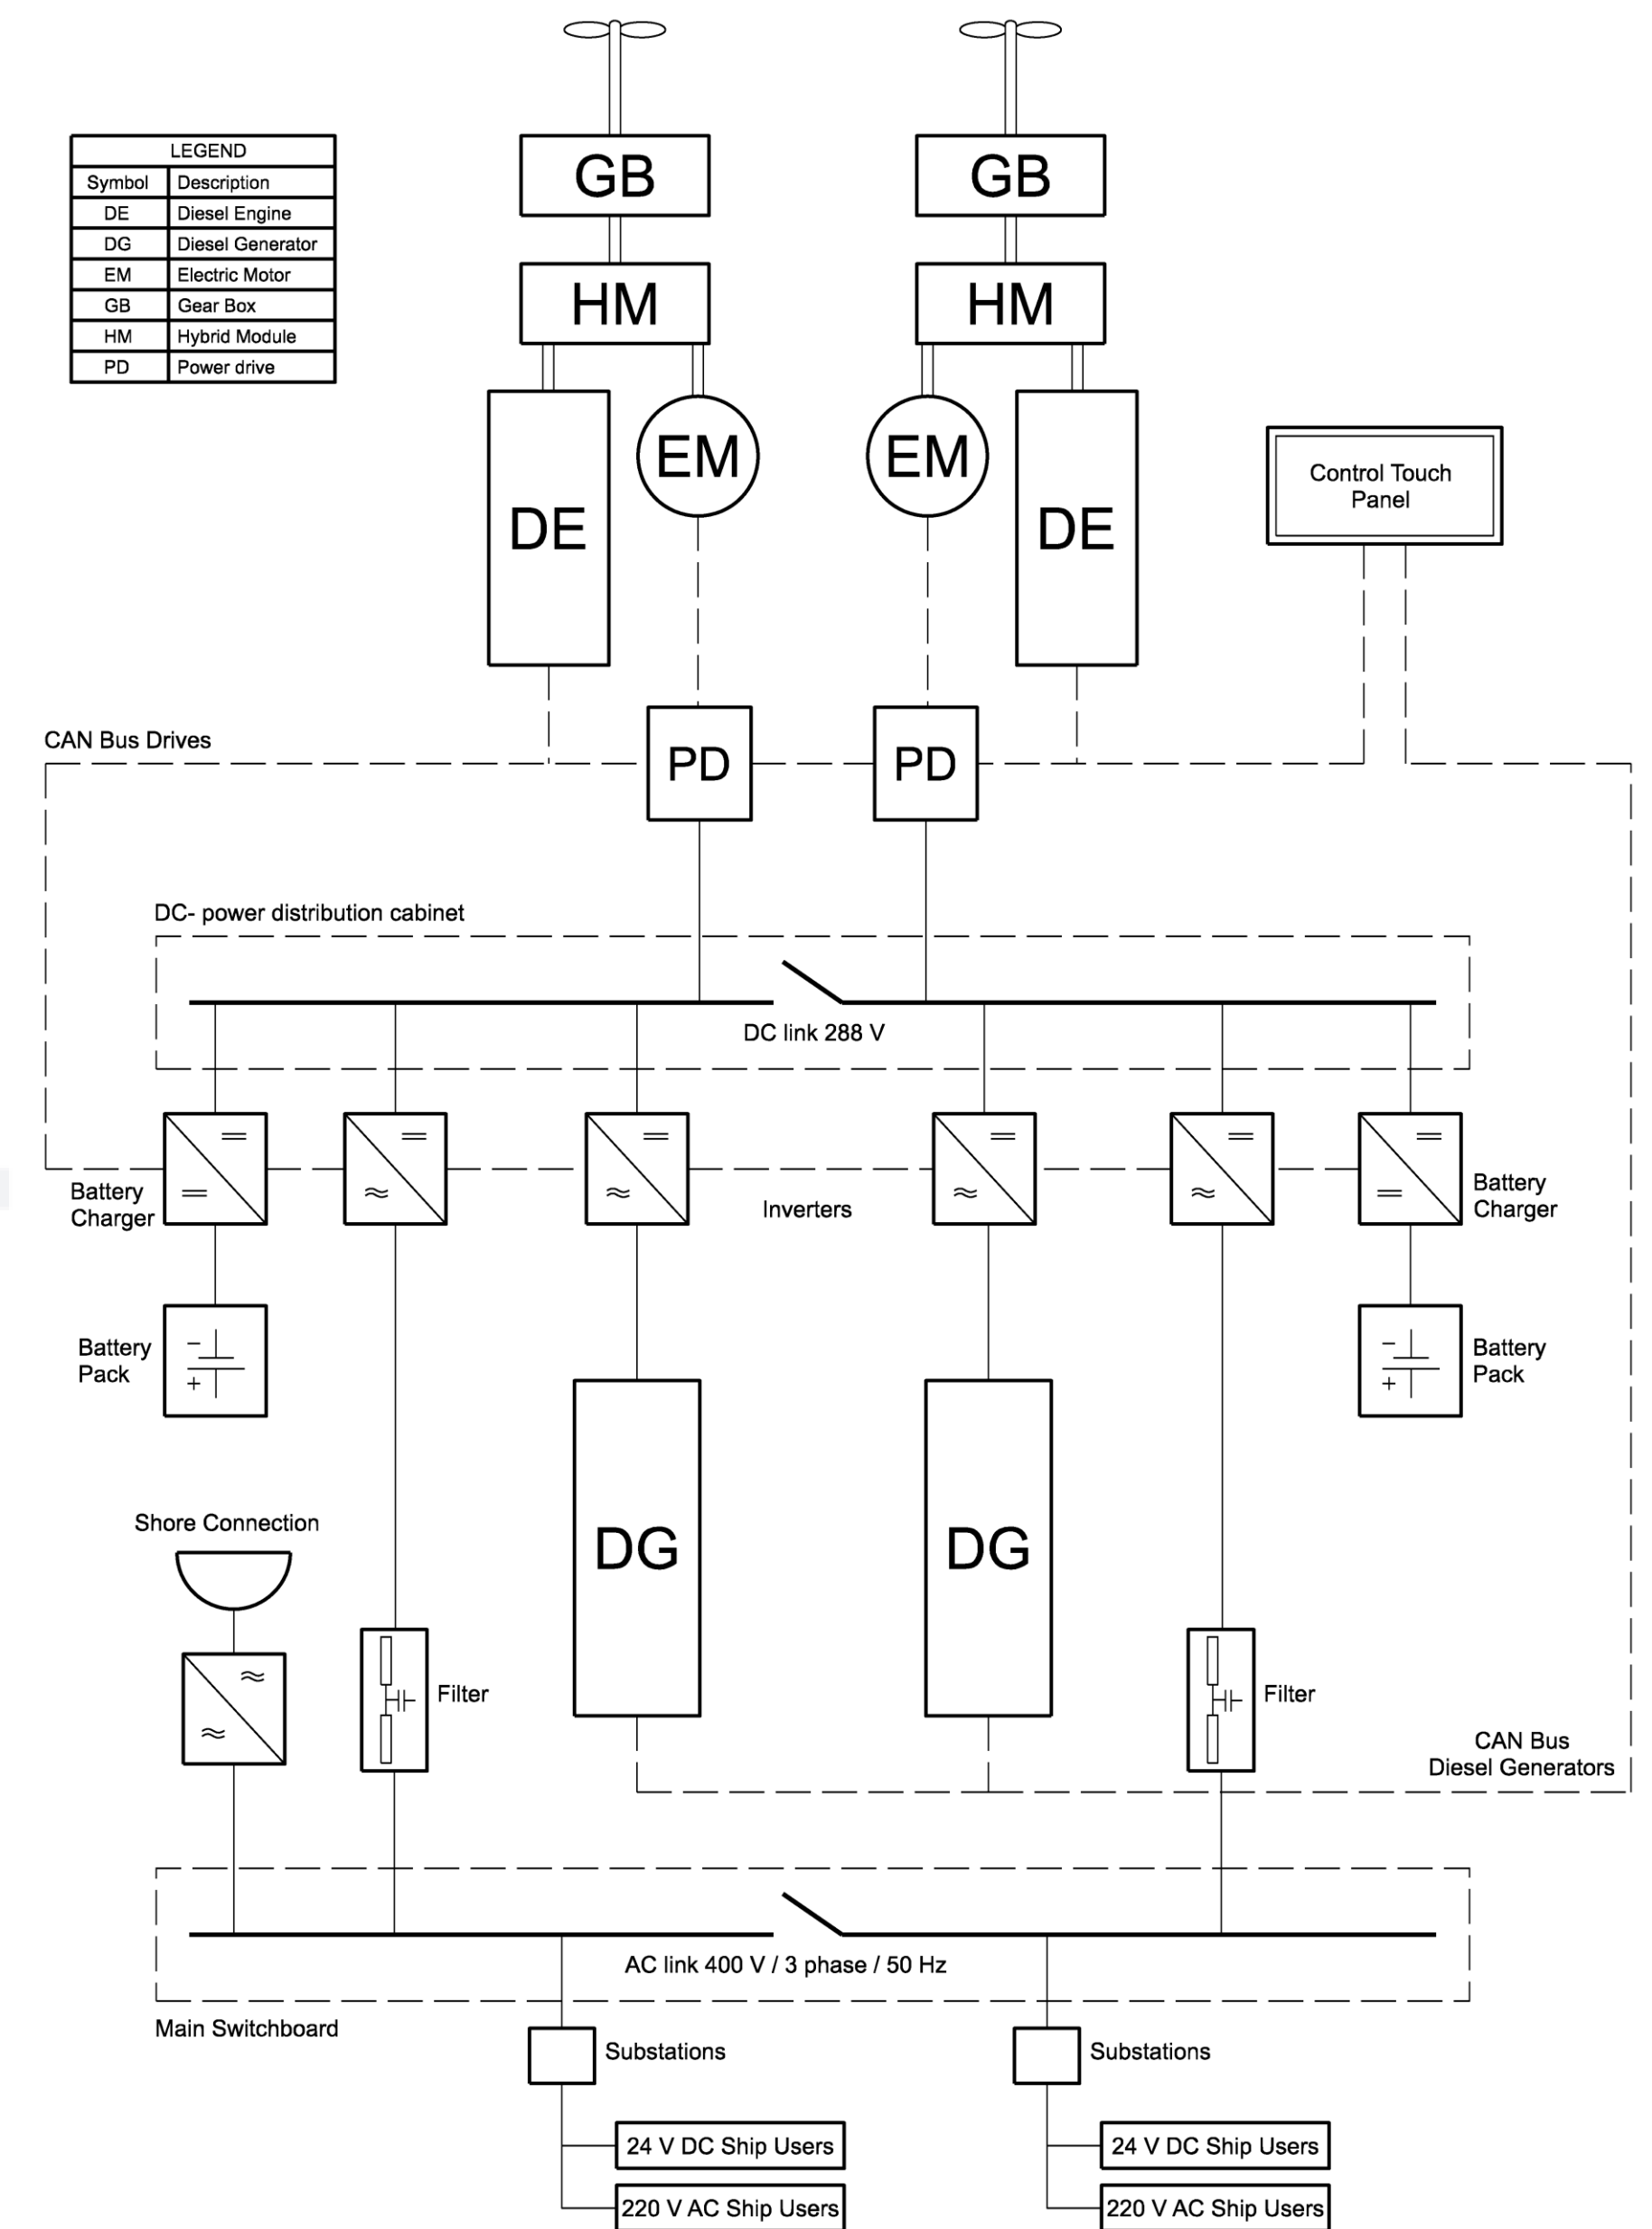 LEGEND
Symbol Description
DE Diesel Engine
DG Diesel Generator
EM Electric Motor
GB Gear Box
HM Hybrid Module
PD Power drive
GB GB
HM HM
EM EM
DE DE
Control Touch
Panel
CAN Bus Drives
PD PD
DC- power distribution cabinet
DC link 288 V
Battery
Charger
Inverters
Battery
Charger
Battery
Pack
Battery
Pack
Shore Connection
DG DG
Filter
Filter
CAN Bus
Diesel Generators
AC link 400 V / 3 phase / 50 Hz
Main Switchboard
Substations
Substations
24 V DC Ship Users
24 V DC Ship Users
220 V AC Ship Users
220 V AC Ship Users